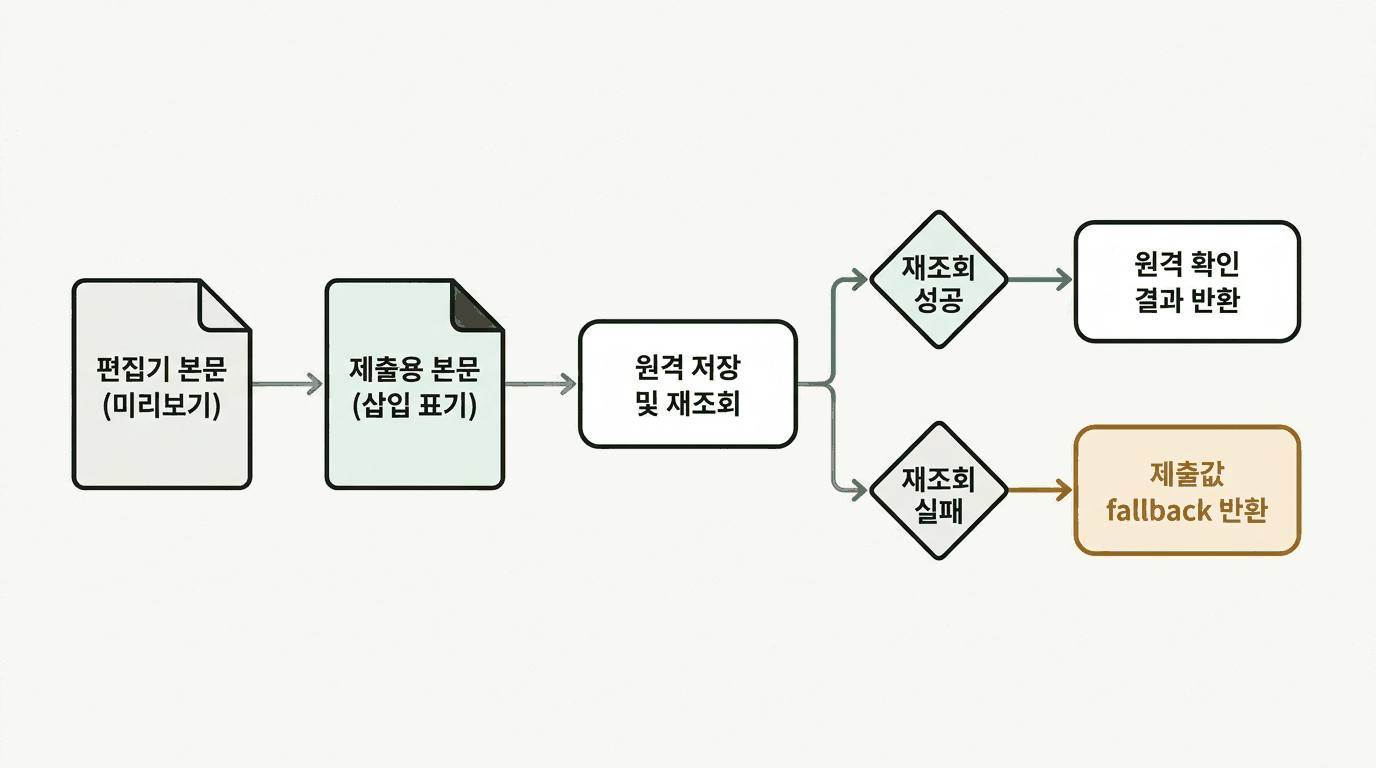 편집기 본문
(미리보기)
제출용 본문
(삽입 표기)
원격 저장
및 재조회
재조회
성공
원격 확인
결과 반환
재조회
실패
제출값
fallback 반환